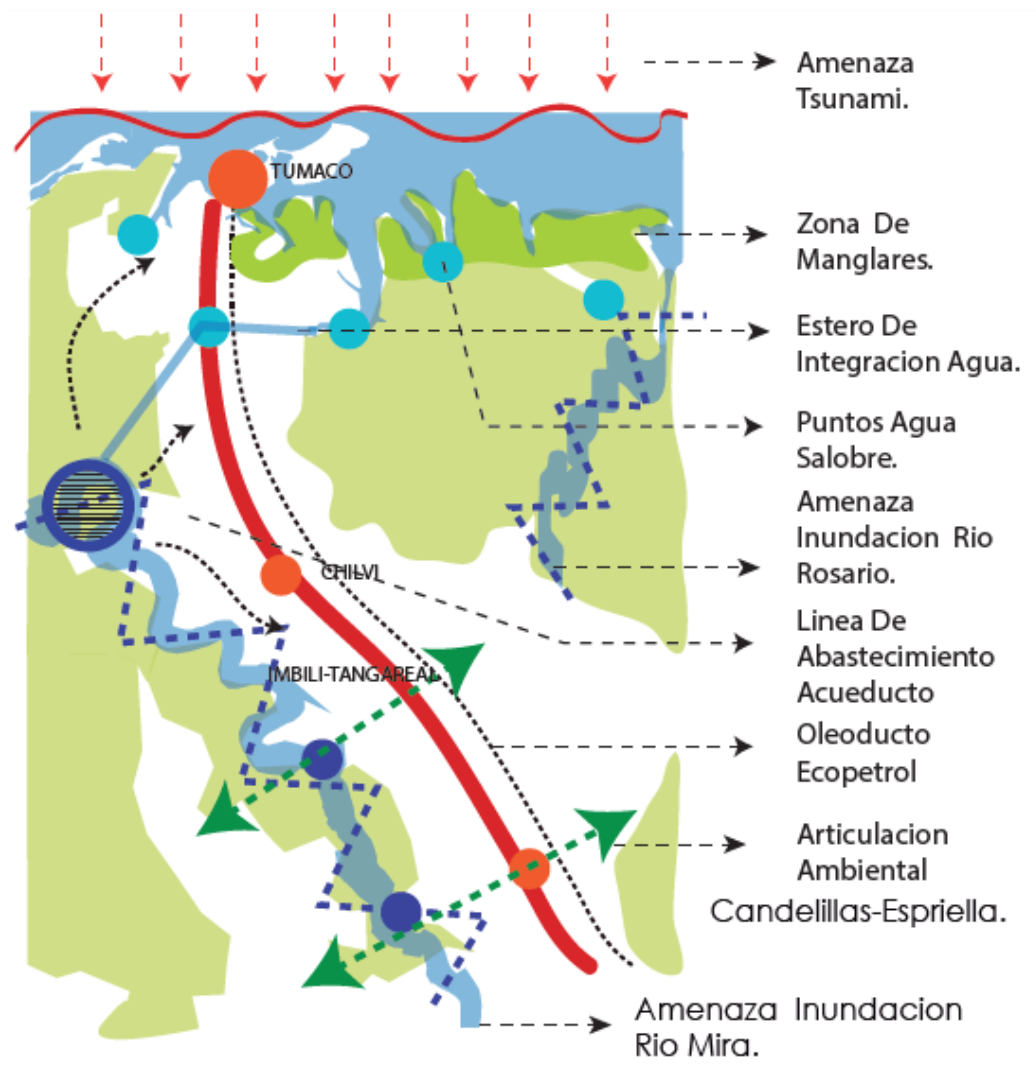 Amenaza
Tsunami.
TUMACO
Zona De
Manglares.
Estero De
Integracion Agua.
Puntos Agua
Salobre.
Amenaza
Inundacion Rio
Rosario.
CHILVI
Linea De
Abastecimiento
Acueducto
IMBILI-TANGAREAL
Oleoducto
Ecopetrol
Articulacion
Ambiental
Candelillas-Espriella.
Amenaza Inundacion
Rio Mira.